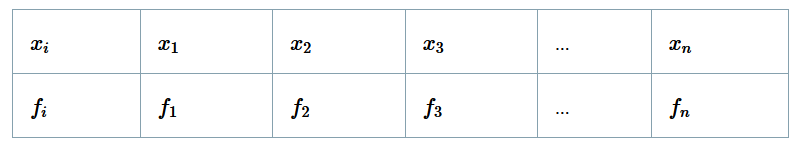 xᵢ x₁ x₂ x₃ ... xₙ
fᵢ f₁ f₂ f₃ ... fₙ